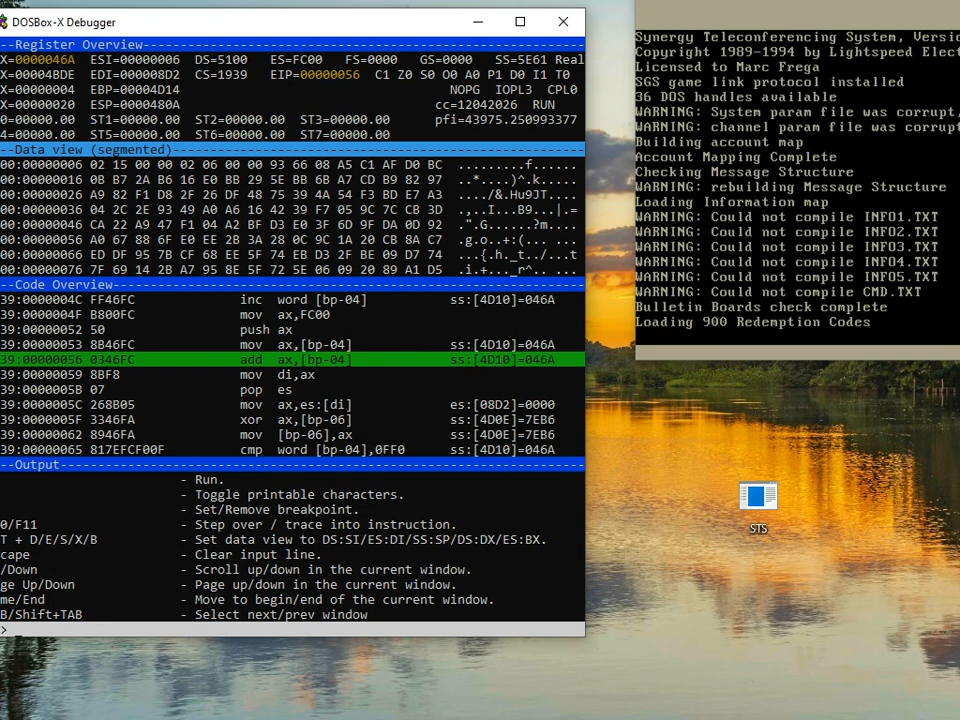 DOSBox-X Debugger
--Register Overview--
X=0000046A ESI=00000006 DS=5100 ES=FC00 FS=0000 GS=0000 SS=5E61 Real
X=00004BDE EDI=000008D2 CS=1939 EIP=00000056 C1 Z0 S0 O0 A0 P1 D0 I1 T0
X=00000004 EBP=00004D14 NOPG IOPL3 CPL0
X=00000020 ESP=0000480A cc=12042026 RUN
0=00000.00 ST1=00000.00 ST2=00000.00 ST3=00000.00 pfi=43975.250993377
4=00000.00 ST5=00000.00 ST6=00000.00 ST7=00000.00
--Data view (segmented)--
00:00000006 02 15 00 00 02 06 00 00 93 66 08 A5 C1 AF D0 BC .........f......
00:00000016 0B B7 2A B6 16 E0 BB 29 5E BB 6B A7 CD B9 82 97 ..*....)^.k.....
00:00000026 A9 82 F1 D8 2F 26 DF 48 75 39 4A 54 F3 BD E7 A3 ..../&.Hu9JT....
00:00000036 04 2C 2E 93 49 A0 A6 16 42 39 F7 05 9C 7C CB 3D .,..I...B9...|.=
00:00000046 CA 22 A9 47 F1 04 A2 BF D3 E0 3F 6D 9F DA 0D 92 .".G......?m....
00:00000056 A0 67 88 6F E0 EE 2B 3A 28 0C 9C 1A 20 CB 8A C7 .g.o..+:(... ...
00:00000066 ED DF 95 7B CF 68 EE 5F 74 EB D3 2F BE 09 D7 74 ...{.h._t../...t
00:00000076 7F 69 14 2B A7 95 8E 5F 72 5E 06 09 20 89 A1 D5 .i.+..._r^.. ...
--Code Overview--
39:0000004C FF46FC inc word [bp-04] ss:[4D10]=046A
39:0000004F B800FC mov ax,FC00
39:00000052 50 push ax
39:00000053 8B46FC mov ax,[bp-04] ss:[4D10]=046A
39:00000056 0346FC add ax,[bp-04] ss:[4D10]=046A
39:00000059 8BF8 mov di,ax
39:0000005B 07 pop es
39:0000005C 268B05 mov ax,es:[di] es:[08D2]=0000
39:0000005F 3346FA xor ax,[bp-06] ss:[4D0E]=7EB6
39:00000062 8946FA mov [bp-06],ax ss:[4D0E]=7EB6
39:00000065 817EFCF00F cmp word [bp-04],0FF0 ss:[4D10]=046A
--Output--
- Run.
- Toggle printable characters.
- Set/Remove breakpoint.
0/F11 - Step over / trace into instruction.
T + D/E/S/X/B - Set data view to DS:SI/ES:DI/SS:SP/DS:DX/ES:BX.
cape - Clear input line.
/Down - Scroll up/down in the current window.
ge Up/Down - Page up/down in the current window.
me/End - Move to begin/end of the current window.
B/Shift+TAB - Select next/prev window
>
Synergy Teleconferencing System, Versio
Copyright 1989-1994 by Lightspeed Elect
Licensed to Marc Frega
SGS game link protocol installed
36 DOS handles available
WARNING: System param file was corrupt,
WARNING: channel param file was corrupt
Building account map
Account Mapping Complete
Checking Message Structure
WARNING: rebuilding Message Structure
Loading Information map
WARNING: Could not compile INFO1.TXT
WARNING: Could not compile INFO2.TXT
WARNING: Could not compile INFO3.TXT
WARNING: Could not compile INFO4.TXT
WARNING: Could not compile INFO5.TXT
WARNING: Could not compile CMD.TXT
Bulletin Boards check complete
Loading 900 Redemption Codes
STS